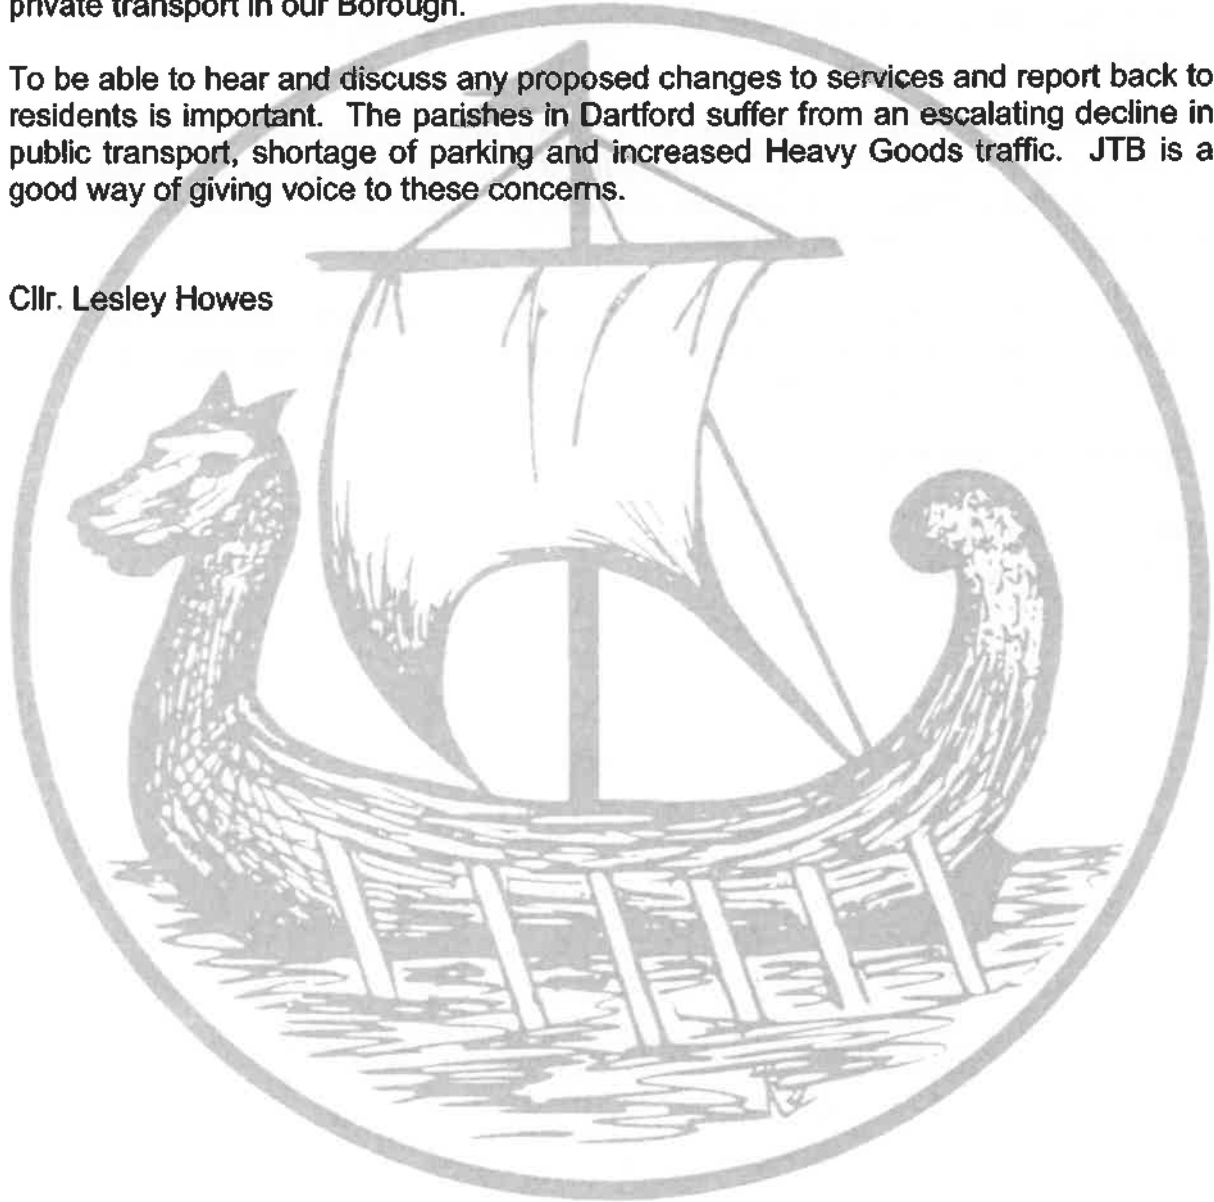 private transport in our Borough.
To be able to hear and discuss any proposed changes to services and report back to
residents is important. The parishes in Dartford suffer from an escalating decline in
public transport, shortage of parking and increased Heavy Goods traffic. JTB is a
good way of giving voice to these concerns.
Cllr. Lesley Howes